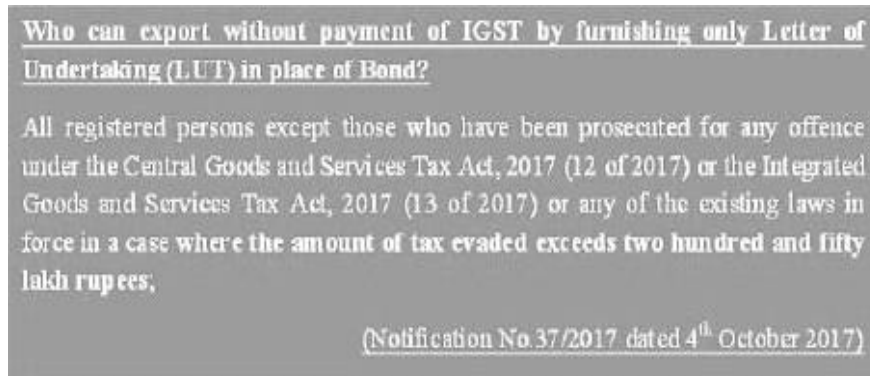 Who can export without payment of IGST by furnishing only Letter of
Undertaking (LUT) in place of Bond?
All registered persons except those who have been prosecuted for any offence
under the Central Goods and Services Tax Act, 2017 (12 of 2017) or the Integrated
Goods and Services Tax Act, 2017 (13 of 2017) or any of the existing laws in
force in a case where the amount of tax evaded exceeds two hundred and fifty
lakh rupees;
(Notification No.37/2017 dated 4th October 2017)